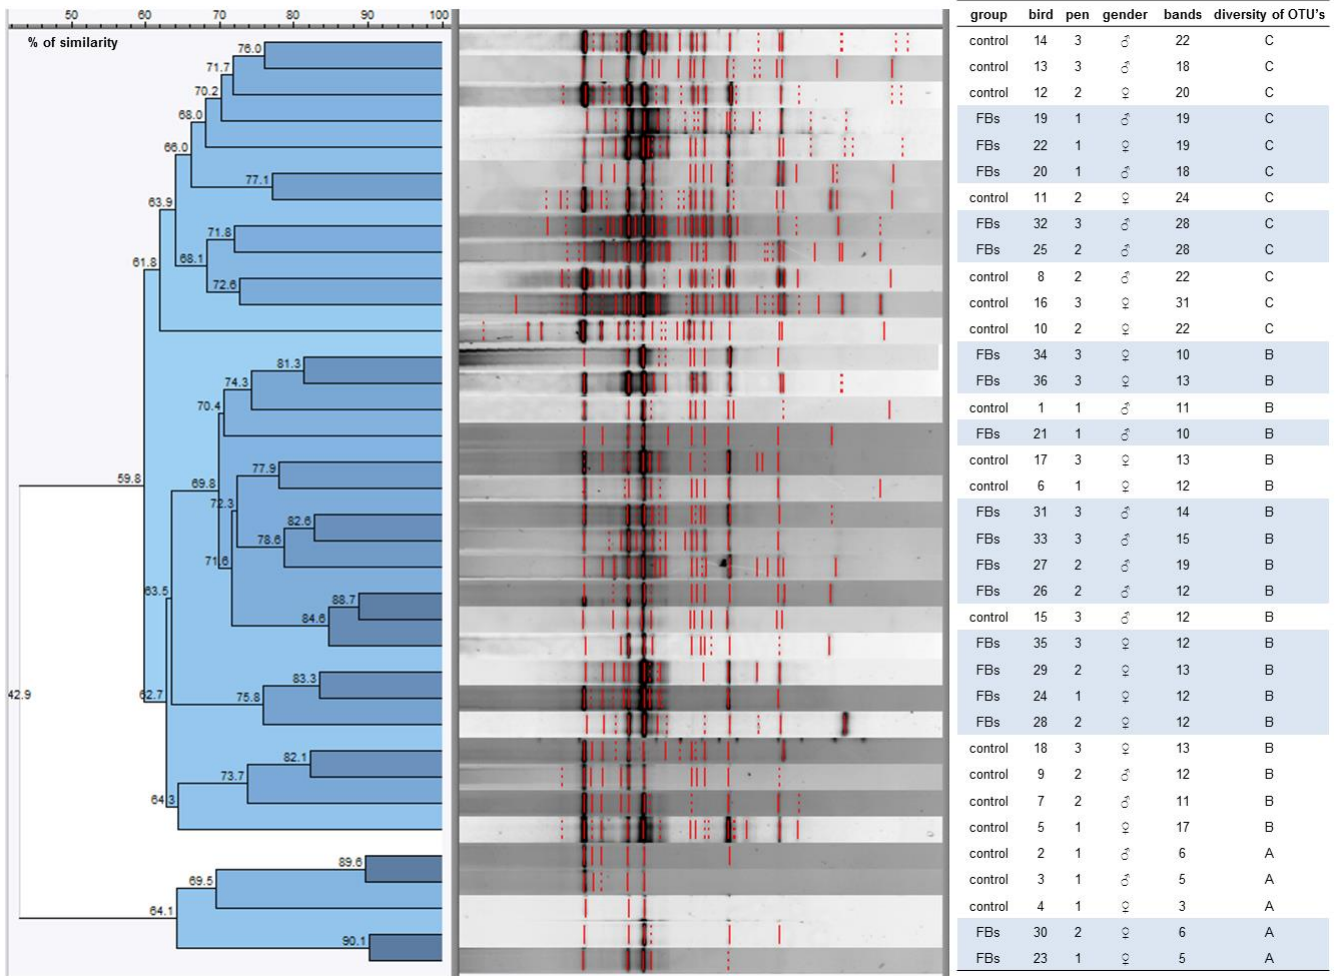 50 60 70 80 90 100
% of similarity
group bird pen gender bands diversity of OTU's
control 14 3 ♂ 22 C
control 13 3 ♂ 18 C
control 12 2 ♀ 20 C
FBs 19 1 ♂ 19 C
FBs 22 1 ♀ 19 C
FBs 20 1 ♂ 18 C
control 11 2 ♀ 24 C
FBs 32 3 ♂ 28 C
FBs 25 2 ♂ 28 C
control 8 2 ♂ 22 C
control 16 3 ♀ 31 C
control 10 2 ♀ 22 C
FBs 34 3 ♀ 10 B
FBs 36 3 ♀ 13 B
control 1 1 ♂ 11 B
FBs 21 1 ♂ 10 B
control 17 3 ♀ 13 B
control 6 1 ♀ 12 B
FBs 31 3 ♂ 14 B
FBs 33 3 ♂ 15 B
FBs 27 2 ♂ 19 B
FBs 26 2 ♂ 12 B
control 15 3 ♂ 12 B
FBs 35 3 ♀ 12 B
FBs 29 2 ♀ 13 B
FBs 24 1 ♀ 12 B
FBs 28 2 ♀ 12 B
control 18 3 ♀ 13 B
control 9 2 ♂ 12 B
control 7 2 ♂ 11 B
control 5 1 ♀ 17 B
control 2 1 ♂ 6 A
control 3 1 ♂ 5 A
control 4 1 ♀ 3 A
FBs 30 2 ♀ 6 A
FBs 23 1 ♀ 5 A
76.0
71.7
70.2
68.0
66.0
77.1
63.9
71.8
68.1
61.8
72.6
81.3
74.3
70.4
77.9
59.8
69.8
72.3
82.6
78.6
71.6
63.5
88.7
84.6
83.3
62.7
75.8
42.9
82.1
73.7
64.3
89.6
69.5
64.1
90.1